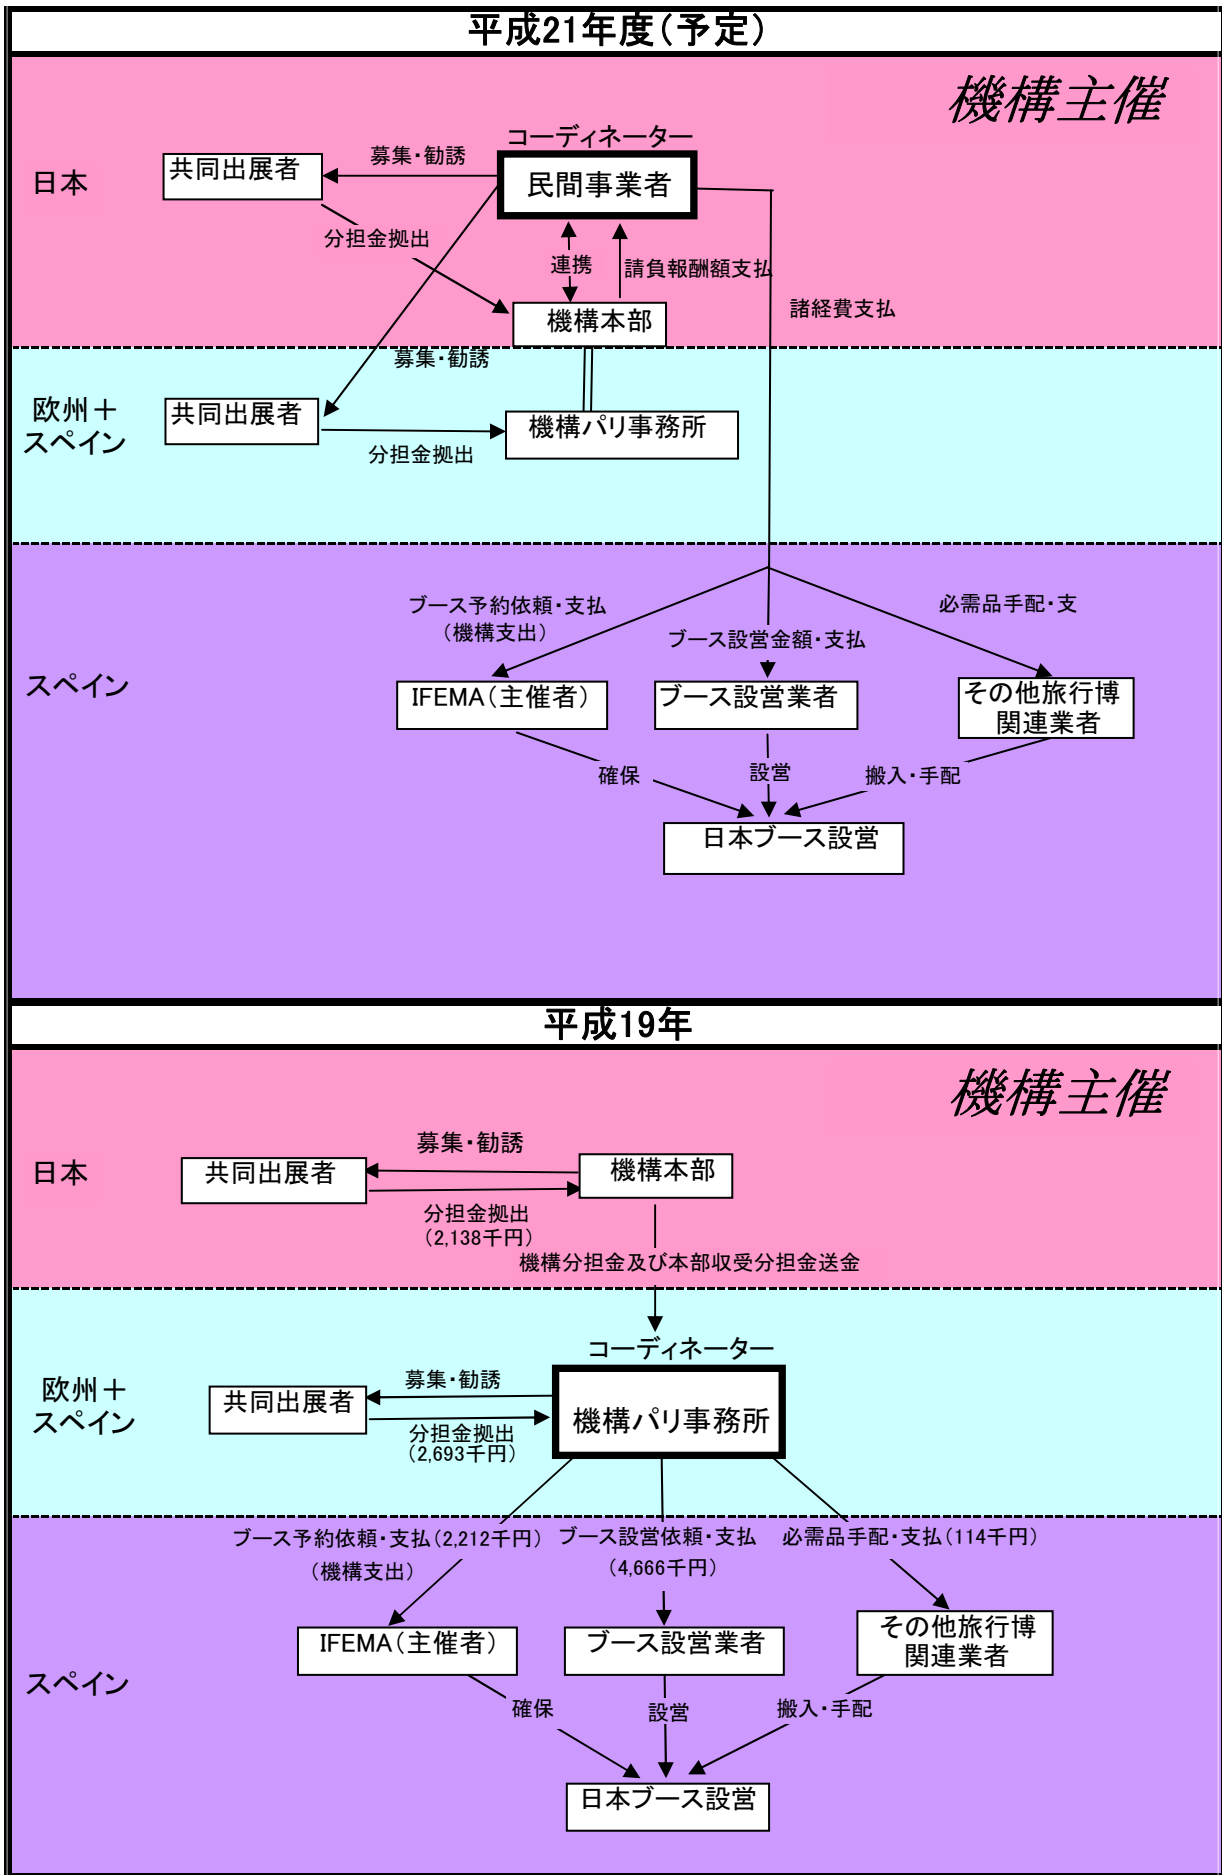 平成21年度（予定）
機構主催
コーディネーター
日本
共同出展者
募集・勧誘
民間事業者
分担金拠出
連携
請負報酬額支払
諸経費支払
機構本部
募集・勧誘
欧州＋
スペイン
共同出展者
機構パリ事務所
分担金拠出
ブース予約依頼・支払
（機構支出）
必需品手配・支
ブース設営金額・支払
スペイン
IFEMA（主催者）
ブース設営業者
その他旅行博
関連業者
確保
設営
搬入・手配
日本ブース設営
平成19年
機構主催
募集・勧誘
日本
共同出展者
機構本部
分担金拠出
（2,138千円）
機構分担金及び本部収受分担金送金
コーディネーター
欧州＋
スペイン
共同出展者
募集・勧誘
機構パリ事務所
分担金拠出
（2,693千円）
ブース予約依頼・支払（2,212千円）
（機構支出）
ブース設営依頼・支払
（4,666千円）
必需品手配・支払（114千円）
IFEMA（主催者）
ブース設営業者
その他旅行博
関連業者
スペイン
確保
設営
搬入・手配
日本ブース設営